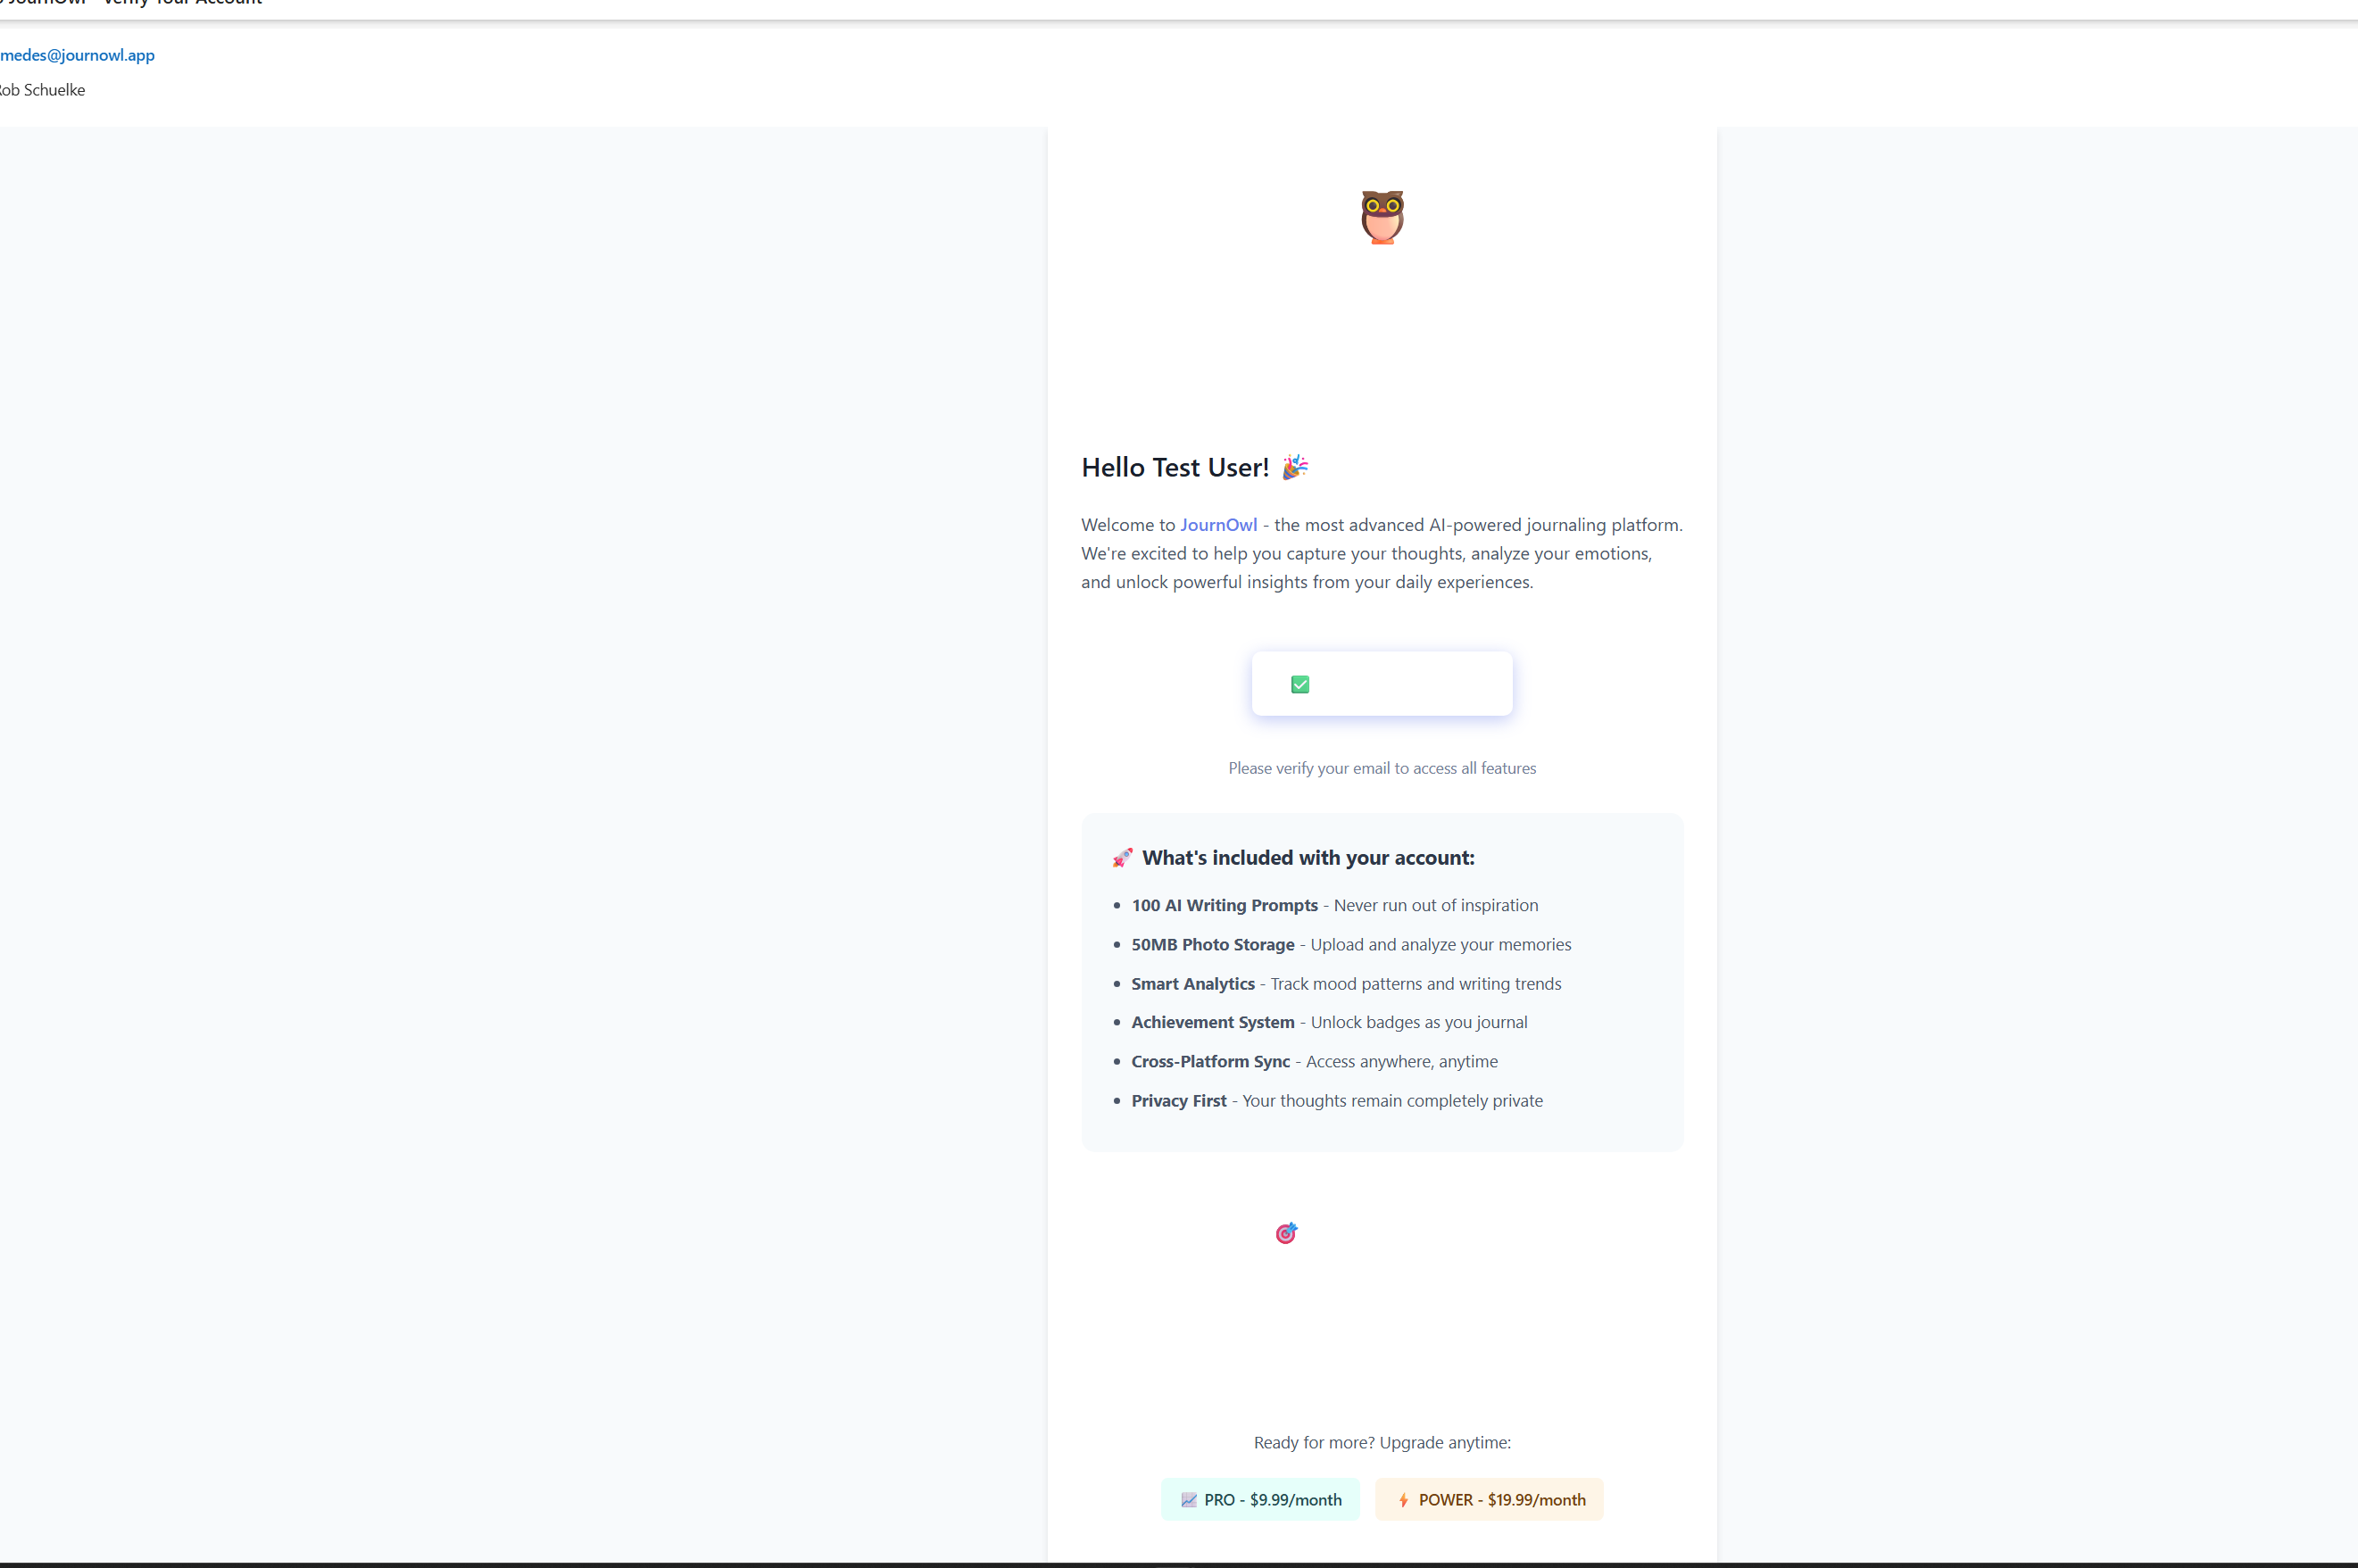 JournOwl - Verify Your Account
medes@journowl.app
Rob Schuelke
Hello Test User! 🎉
Welcome to JournOwl - the most advanced AI-powered journaling platform.
We're excited to help you capture your thoughts, analyze your emotions,
and unlock powerful insights from your daily experiences.
Please verify your email to access all features
🚀 What's included with your account:
• 100 AI Writing Prompts - Never run out of inspiration
• 50MB Photo Storage - Upload and analyze your memories
• Smart Analytics - Track mood patterns and writing trends
• Achievement System - Unlock badges as you journal
• Cross-Platform Sync - Access anywhere, anytime
• Privacy First - Your thoughts remain completely private
Ready for more? Upgrade anytime:
📈 PRO - $9.99/month
⚡ POWER - $19.99/month